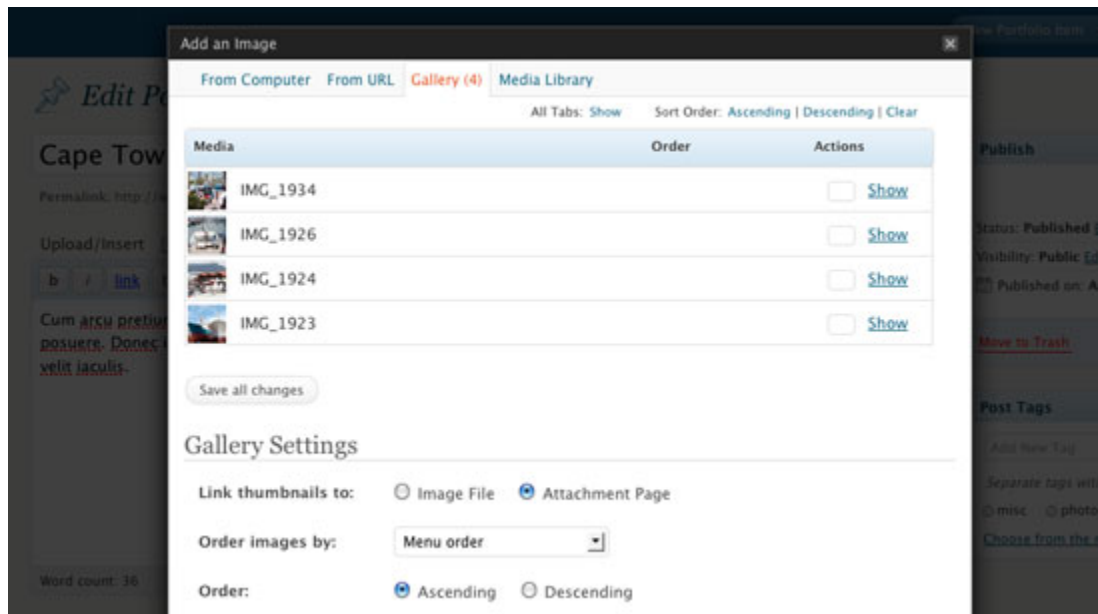 Portfolio Item
Add an Image
From Computer From URL Gallery (4) Media Library
Edit
All Tabs: Show Sort Order: Ascending | Descending | Clear
Cape Tow
Media Order Actions
Publish
IMG_1934 Show
Permalink: http://
IMG_1926 Show
Upload/Insert
Status: Published
Visibility: Public
b i link
IMG_1924 Show
Published on:
Cum arcu pretiu
IMG_1923 Show
posuere. Donec
Move to Trash
velit iaculis.
Save all changes
Post Tags
Gallery Settings
Add New Tag
Link thumbnails to: Image File Attachment Page
Separate tags
misc photo
Order images by: Menu order
Choose from the
Word count: 36
Order: Ascending Descending